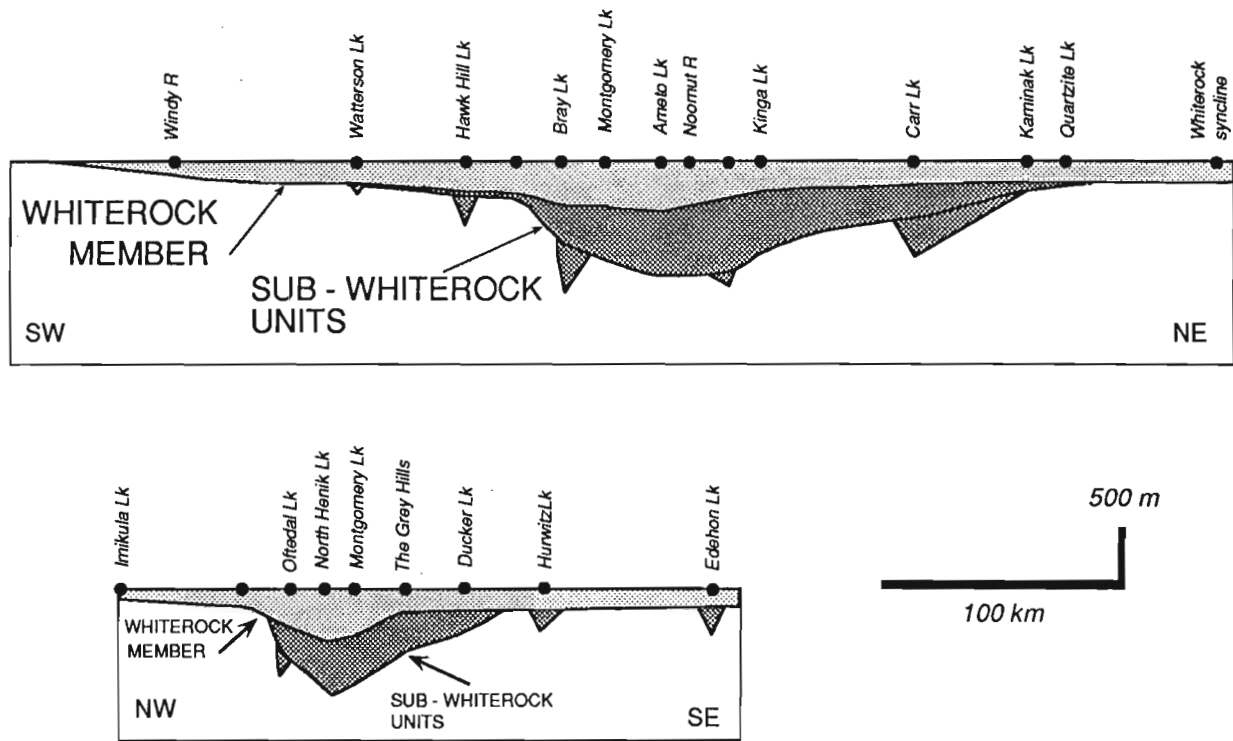 Windy R
Watterson Lk
Hawk Hill Lk
Bray Lk
Montgomery Lk
Ameto Lk
Noomut R
Kinga Lk
Carr Lk
Kaminak Lk
Quartzite Lk
Whiterock
syncline
WHITEROCK
MEMBER
SUB - WHITEROCK
UNITS
SW
NE
Imikula Lk
Oftedal Lk
North Henik Lk
Montgomery Lk
The Grey Hills
Ducker Lk
HurwitzLk
Edehon Lk
500 m
100 km
WHITEROCK
MEMBER
SUB - WHITEROCK
UNITS
NW
SE